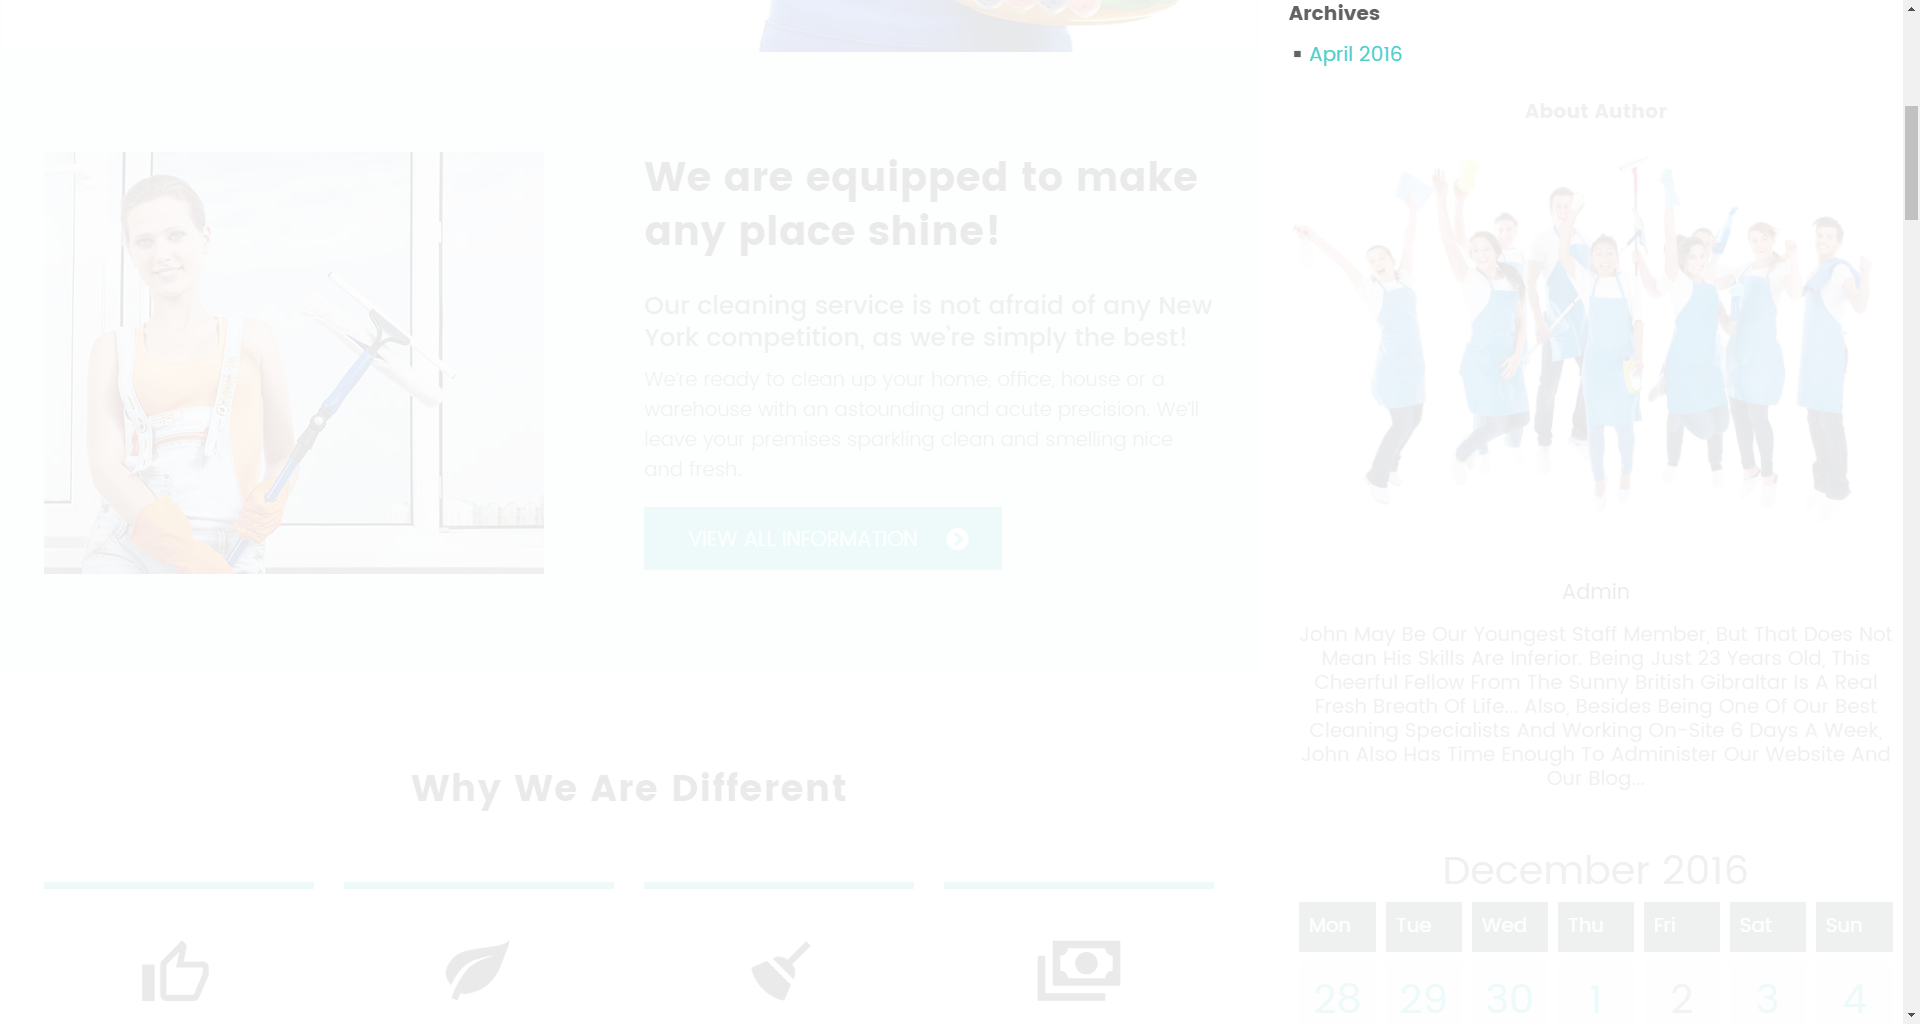 Archives
April 2016
About Author
We are equipped to make
any place shine!
Our cleaning service is not afraid of any New
York competition, as we're simply the best!
We're ready to clean up your home, office, house or a
warehouse with an astounding and acute precision. We'll
leave your premises sparkling clean and smelling nice
and fresh.
VIEW ALL INFORMATION
Admin
John May Be Our Youngest Staff Member, But That Does Not
Mean His Skills Are Inferior. Being Just 23 Years Old, This
Cheerful Fellow From The Sunny British Gibraltar Is A Real
Fresh Breath Of Life... Also, Besides Being One Of Our Best
Cleaning Specialists And Working On-Site 6 Days A Week,
John Also Has Time Enough To Administer Our Website And
Our Blog...
Why We Are Different
December 2016
Mon Tue Wed Thu Fri Sat Sun
28 29 30 1 2 3 4